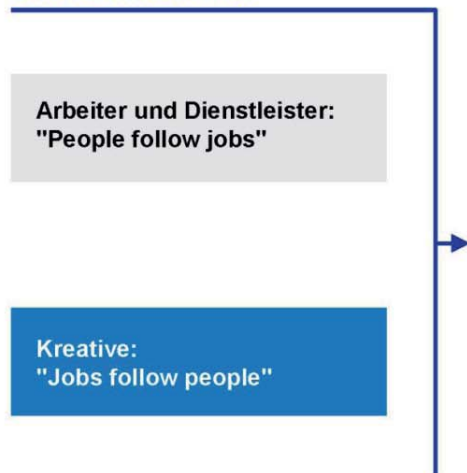 Arbeiter und Dienstleister:
"People follow jobs"
Kreative:
"Jobs follow people"